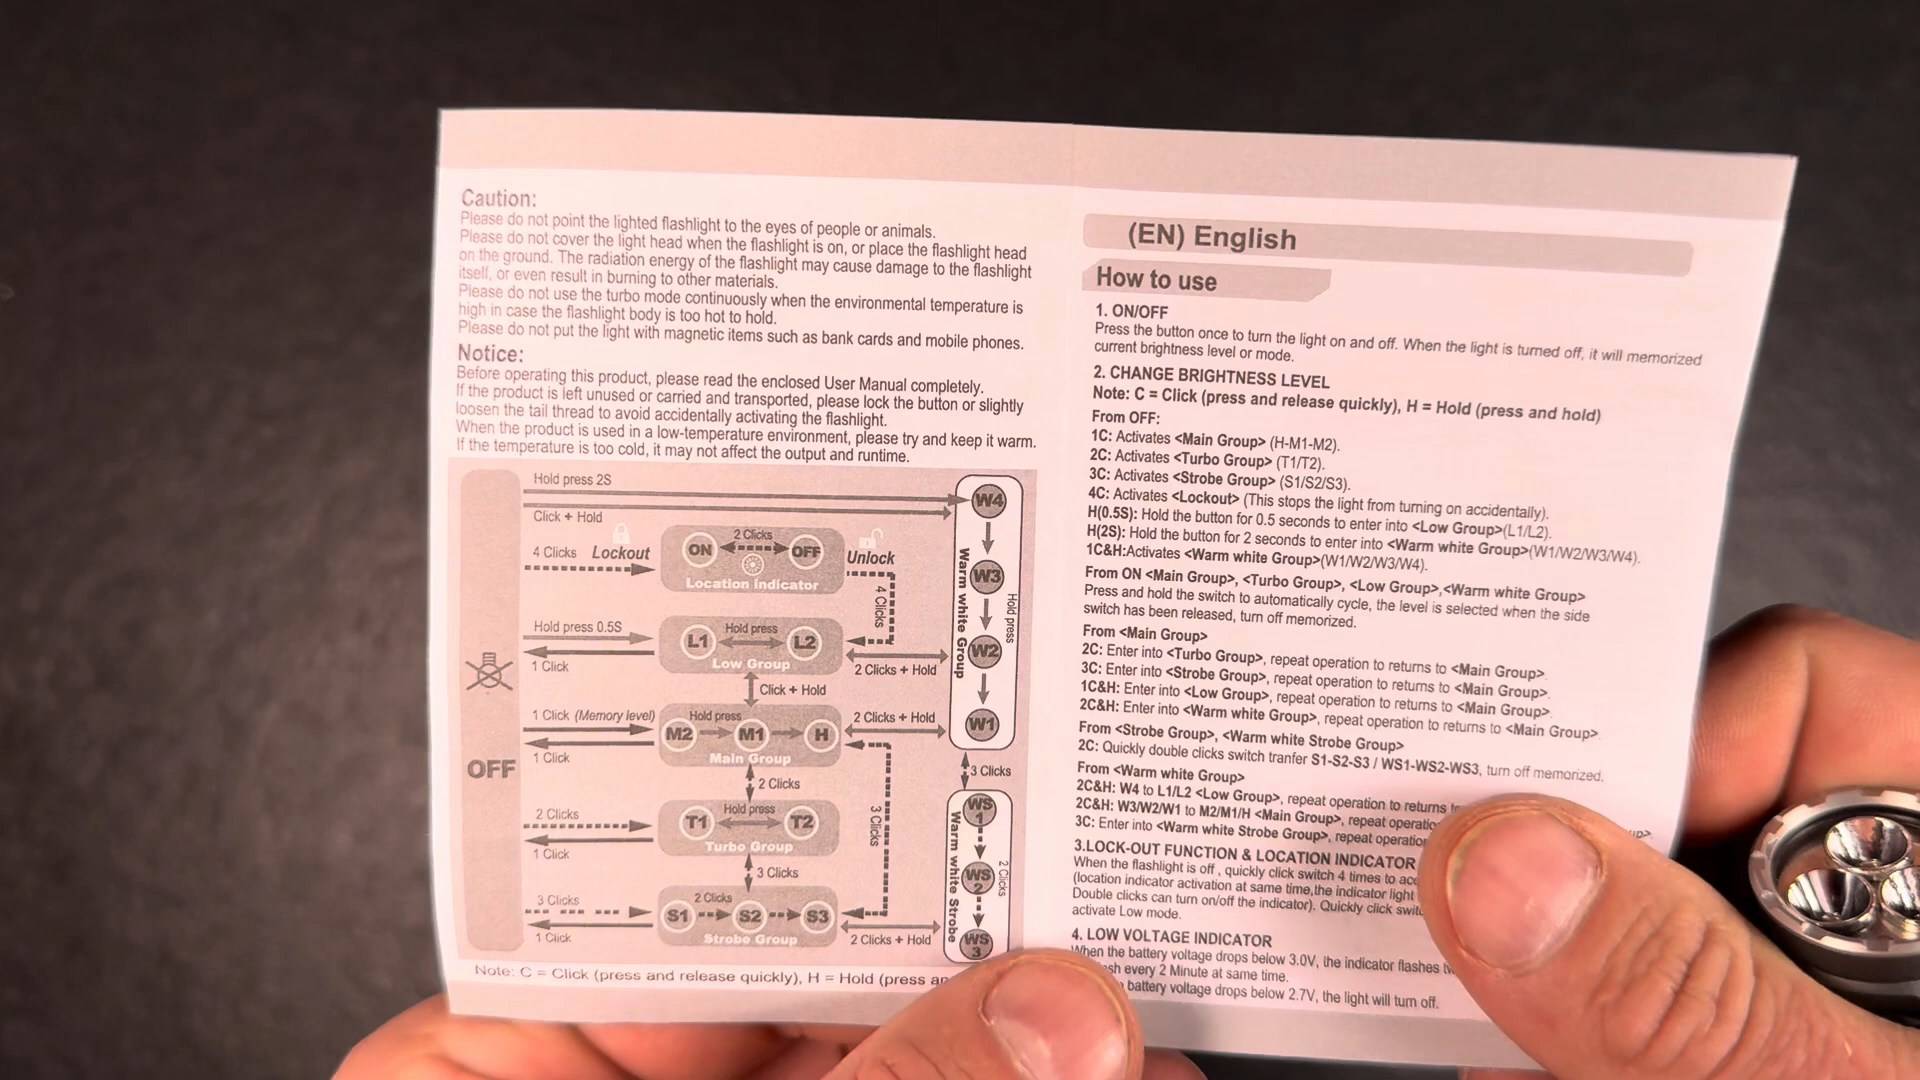 Caution:
Please do not point the lighted flashlight to the eyes of people or animals.
Please do not cover the light head when the flashlight is on, or place the flashlight head
on the ground. The radiation energy of the flashlight may cause damage to the flashlight
itself, or even result in burning to other materials.
Please do not use the turbo mode continuously when the environmental temperature is
high in case the flashlight body is too hot to hold.
Please do not put the light with magnetic items such as bank cards and mobile phones.
Notice:
Before operating this product, please read the enclosed User Manual completely.
If the product is left unused or carried and transported, please lock the button or slightly
loosen the tail thread to avoid accidentally activating the flashlight.
When the product is used in a low-temperature environment, please try and keep it warm.
If the temperature is too cold, it may not affect the output and runtime.
Hold press 2S
Click + Hold
4 Clicks Lockout
ON 2 Clicks OFF
Location Indicator
Unlock
4 Clicks
Hold press 0.5S
1 Click
L1 Hold press L2
Low Group
2 Clicks + Hold
Click + Hold
1 Click (Memory level)
1 Click
Hold press
M2 M1 H
Main Group
2 Clicks + Hold
2 Clicks
2 Clicks
1 Click
T1 Hold press T2
Turbo Group
3 Clicks
3 Clicks
3 Clicks
1 Click
2 Clicks
S1 S2 S3
Strobe Group
2 Clicks + Hold
OFF
W4
W3
W2
W1
Warm white Group
Hold press
3 Clicks
WS 1
WS 2
WS 3
Warm white Strobe
2 Clicks
Note: C = Click (press and release quickly), H = Hold (press
(EN) English
How to use
1. ON/OFF
Press the button once to turn the light on and off. When the light is turned off, it will memorized
current brightness level or mode.
2. CHANGE BRIGHTNESS LEVEL
Note: C = Click (press and release quickly), H = Hold (press and hold)
From OFF:
1C: Activates <Main Group> (H-M1-M2).
2C: Activates <Turbo Group> (T1/T2).
3C: Activates <Strobe Group> (S1/S2/S3).
4C: Activates <Lockout> (This stops the light from turning on accidentally).
H(0.5S): Hold the button for 0.5 seconds to enter into <Low Group>(L1/L2).
H(2S): Hold the button for 2 seconds to enter into <Warm white Group>(W1/W2/W3/W4).
1C&H:Activates <Warm white Group>(W1/W2/W3/W4).
From ON <Main Group>, <Turbo Group>, <Low Group>,<Warm white Group>
Press and hold the switch to automatically cycle, the level is selected when the side
switch has been released, turn off memorized.
From <Main Group>
2C: Enter into <Turbo Group>, repeat operation to returns to <Main Group>.
3C: Enter into <Strobe Group>, repeat operation to returns to <Main Group>.
1C&H: Enter into <Low Group>, repeat operation to returns to <Main Group>.
2C&H: Enter into <Warm white Group>, repeat operation to returns to <Main Group>.
From <Strobe Group>, <Warm white Strobe Group>
2C: Quickly double clicks switch tranfer S1-S2-S3 / WS1-WS2-WS3, turn off memorized.
From <Warm white Group>
2C&H: W4 to L1/L2 <Low Group>, repeat operation to returns
2C&H: W3/W2/W1 to M2/M1/H <Main Group>, repeat
3C: Enter into <Warm white Strobe Group>, repeat
3.LOCK-OUT FUNCTION & LOCATION INDICATOR
When the flashlight is off , quickly click switch 4 times to
(location indicator activation at same time,the indicator light
Double clicks can turn on/off the indicator). Quickly click
activate Low mode.
4. LOW VOLTAGE INDICATOR
When the battery voltage drops below 3.0V, the indicator flashes
every 2 Minute at same time.
battery voltage drops below 2.7V, the light will turn off.